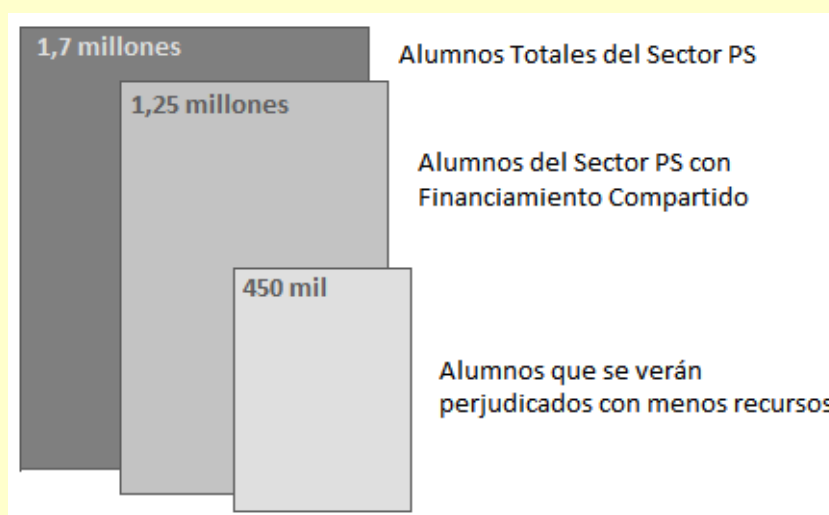 1,7 millones
Alumnos Totales del Sector PS
1,25 millones
Alumnos del Sector PS con
Financiamiento Compartido
450 mil
Alumnos que se verán
perjudicados con menos recursos